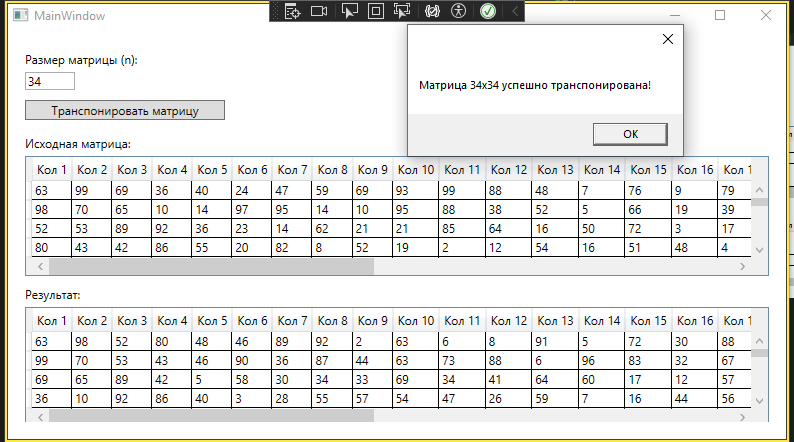 MainWindow
Размер матрицы (n):
34
Транспонировать матрицу
Матрица 34x34 успешно транспонирована!
OK
Исходная матрица:
Кол 1 Кол 2 Кол 3 Кол 4 Кол 5 Кол 6 Кол 7 Кол 8 Кол 9 Кол 10 Кол 11 Кол 12 Кол 13 Кол 14 Кол 15 Кол 16 Кол 1
63 99 69 36 40 24 47 59 69 93 99 88 48 7 76 9 79
98 70 65 10 14 97 95 14 10 95 88 38 52 5 66 19 39
52 53 89 92 36 23 14 62 21 21 85 64 16 50 72 3 17
80 43 42 86 55 20 82 8 52 19 2 12 54 16 51 48 4
Результат:
Кол 1 Кол 2 Кол 3 Кол 4 Кол 5 Кол 6 Кол 7 Кол 8 Кол 9 Кол 10 Кол 11 Кол 12 Кол 13 Кол 14 Кол 15 Кол 16 Кол 1
63 98 52 80 48 46 89 92 2 63 6 8 91 5 72 30 88
99 70 53 43 46 90 36 87 44 63 73 88 6 96 83 32 67
69 65 89 42 5 58 30 34 33 69 34 41 64 60 17 12 57
36 10 92 86 40 3 28 55 57 54 47 26 59 7 16 44 56